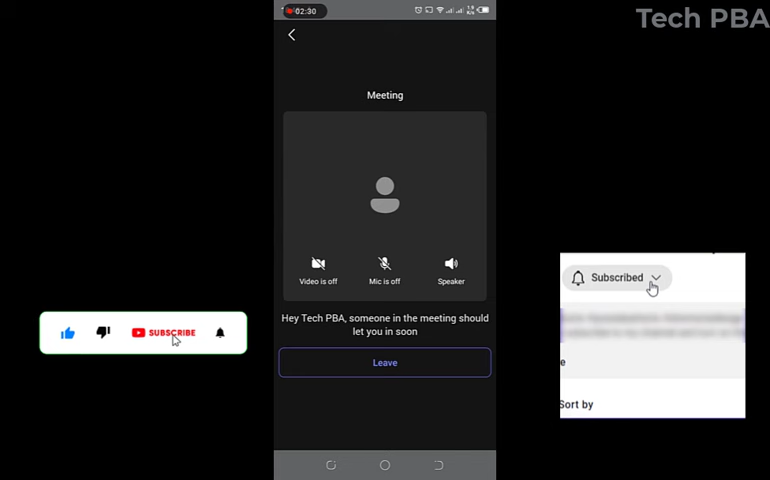 Tech PBA
02:30
Meeting
Video is off
Mic is off
Speaker
Hey Tech PBA, someone in the meeting should
let you in soon
Leave
SUBSCRIBE
Subscribed
e
Sort by